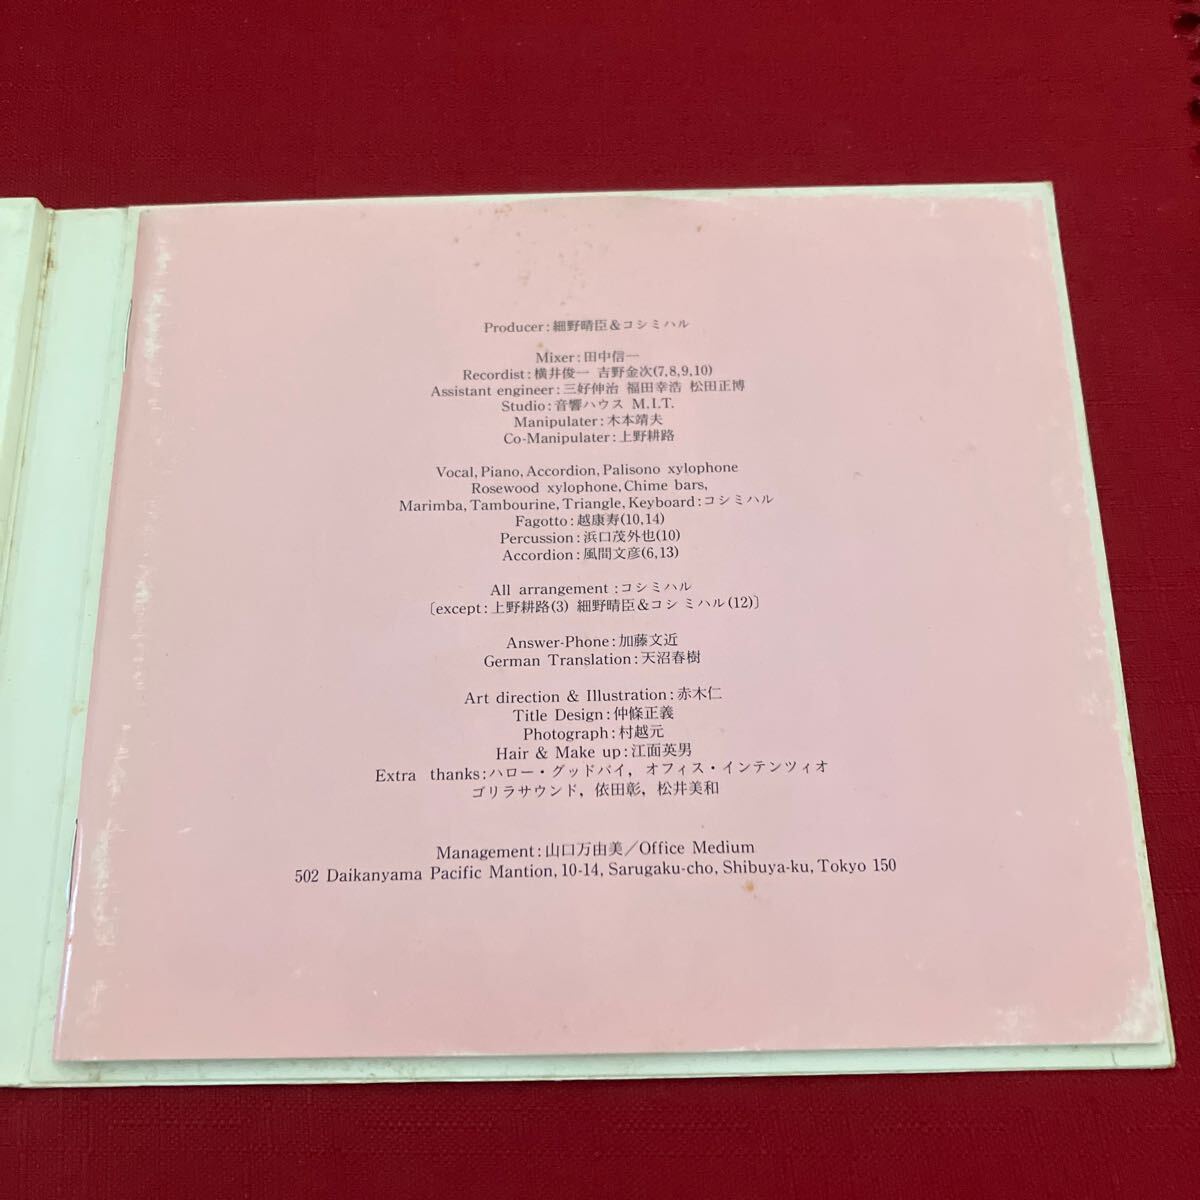 Producer:細野晴臣&コシミハル
Mixer:田中信一
Recordist:横井俊一 吉野金次(7,8,9,10)
Assistant engineer:三好伸治 福田幸浩 松田正博
Studio:音響ハウス M.I.T.
Manipulater:木本靖夫
Co-Manipulater:上野耕路
Vocal,Piano,Accordion,Palisono xylophone
Rosewood xylophone,Chime bars,
Marimba,Tambourine,Triangle,Keyboard:コシミハル
Fagotto:越康寿(10,14)
Percussion:浜口茂外也(10)
Accordion:風間文彦(6,13)
All arrangement:コシミハル
〔except:上野耕路(3) 細野晴臣&コシミハル(12)〕
Answer-Phone:加藤文近
German Translation:天沼春樹
Art direction & Illustration:赤木仁
Title Design:仲條正義
Photograph:村越元
Hair & Make up:江面英男
Extra thanks:ハロー・グッドバイ, オフィス・インテンツィオ
ゴリラサウンド, 依田彰, 松井美和
Management:山口万由美/Office Medium
502 Daikanyama Pacific Mantion,10-14, Sarugaku-cho, Shibuya-ku, Tokyo 150